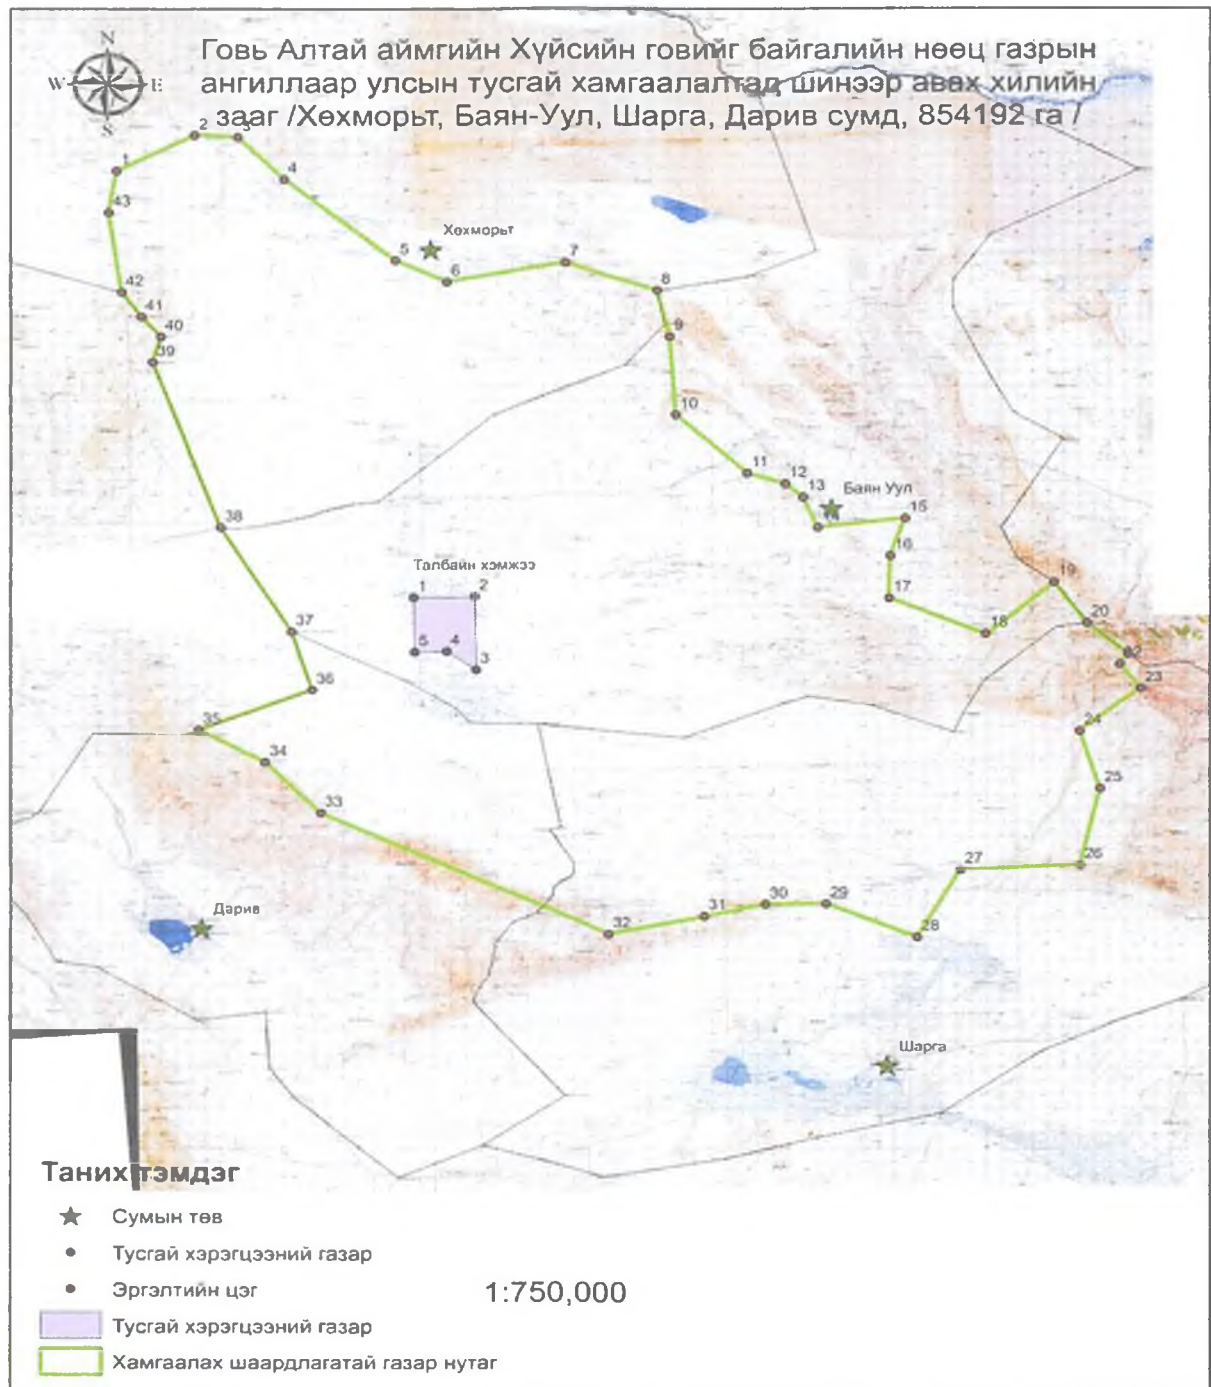 N
W E
S
Говь Алтай аймгийн Хүйсийн говийг байгалийн нөөц газрын
ангиллаар улсын тусгай хамгаалалтад шинээр авах хилийн
зааг /Хөхморьт, Баян-Уул, Шарга, Дарив сумд, 854192 га /
2 3
1 4
43
Хөхморьт
5 7
6
42 8
41
40 9
39
10
11
12
13 Баян Уул
15
38
16
Талбайн хэмжээ
1 2 19
17
20
37 18
5 4
3
23
36
35 24
34
25
33
27 26
30 29
Дарив 31
32 28
Шарга
Таних тэмдэг
Сумын төв
Тусгай хэрэгцээний газар
Эргэлтийн цэг 1:750,000
Тусгай хэрэгцээний газар
Хамгаалах шаардлагатай газар нутаг